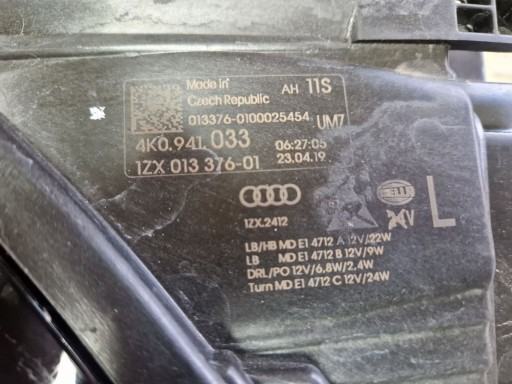 Made in AH 11S
Czech Republic
013376-0100025454 UM7
4K0.941.033 06:27:05
1ZX 013 376-01 23.04.19
HELLA
1ZX.2412 L
LB/HB MD E1 4712 A 12V/22W
LB MD E1 4712 B 12V/9W
DRL/PO 12V/6,8W/2,4W
Turn MD E1 4712 C 12V/24W